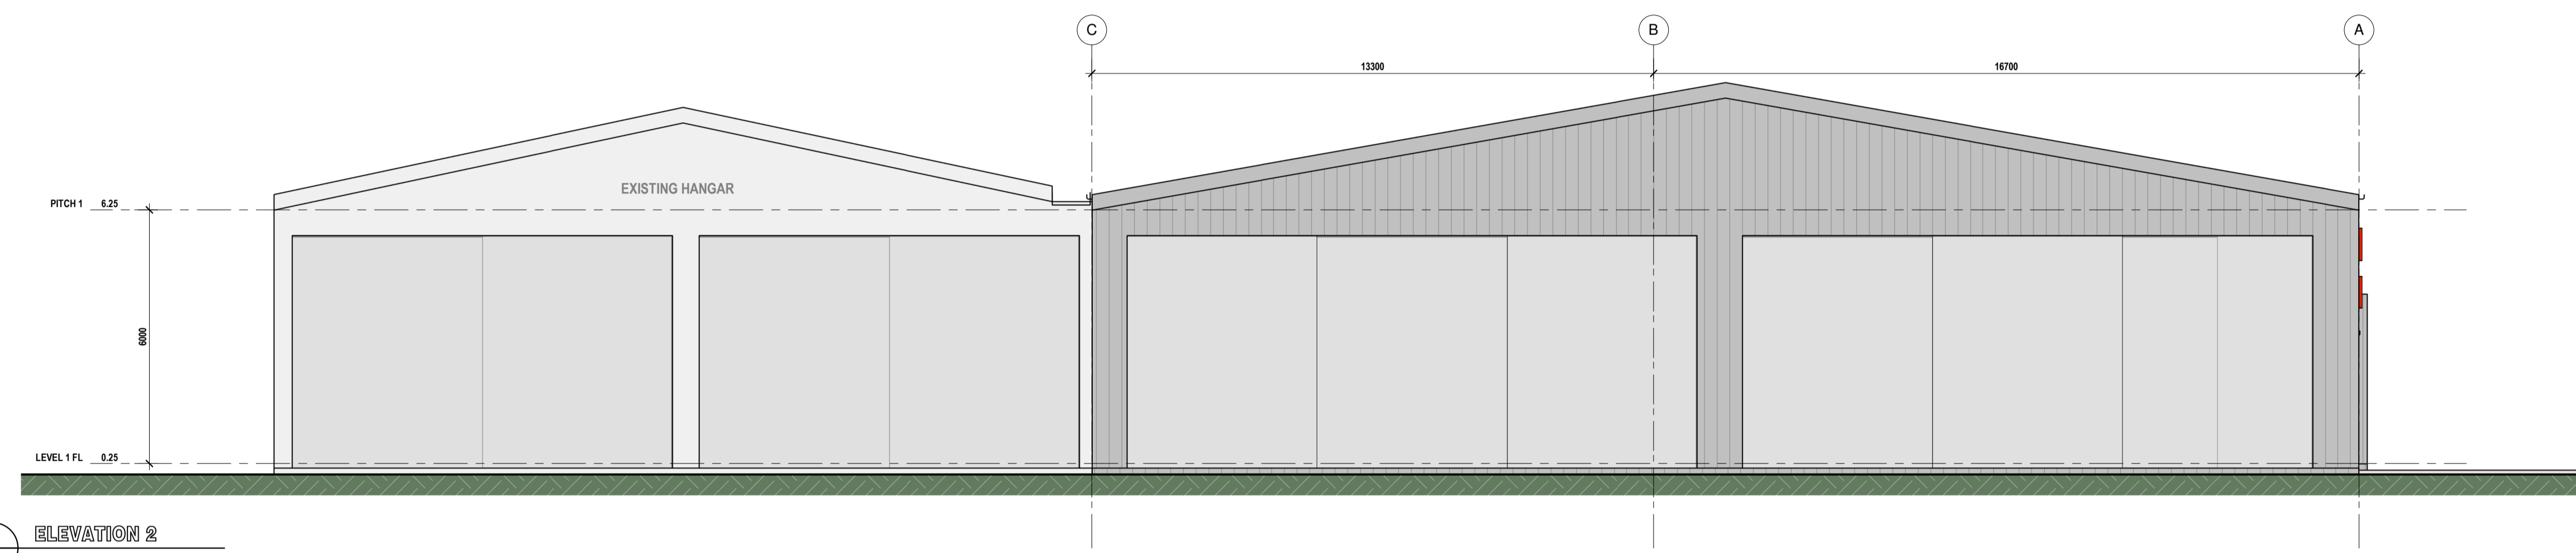 C
B
A
13300
16700
EXISTING HANGAR
PITCH 1 6.25
6000
LEVEL 1 FL 0.25
ELEVATION 2